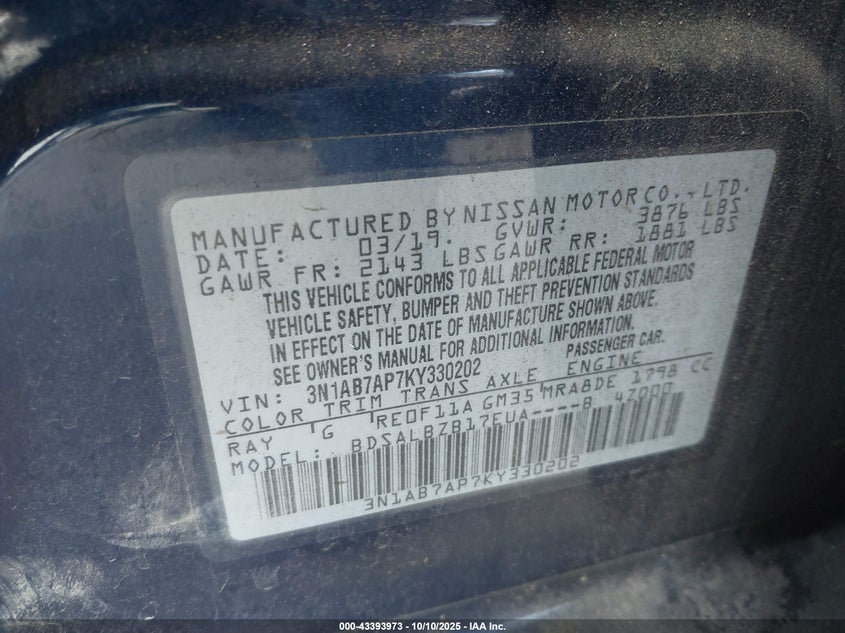 MANUFACTURED BY NISSAN MOTOR CO., LTD.
DATE: 03/19. GVWR: 3876 LBS
GAWR FR: 2143 LBS GAWR RR: 1881 LBS
THIS VEHICLE CONFORMS TO ALL APPLICABLE FEDERAL MOTOR
VEHICLE SAFETY, BUMPER AND THEFT PREVENTION STANDARDS
IN EFFECT ON THE DATE OF MANUFACTURE SHOWN ABOVE.
SEE OWNER'S MANUAL FOR ADDITIONAL INFORMATION.
VIN: 3N1AB7AP7KY330202 PASSENGER CAR.
COLOR TRIM TRANS AXLE ENGINE
RAY G RE0F11A GM35 MRA8DE 1798 CC
MODEL: BDSALBZB17EUA----B 47000
3N1AB7AP7KY330202
000-43393973 | 10/10/2025 - IAA Inc.